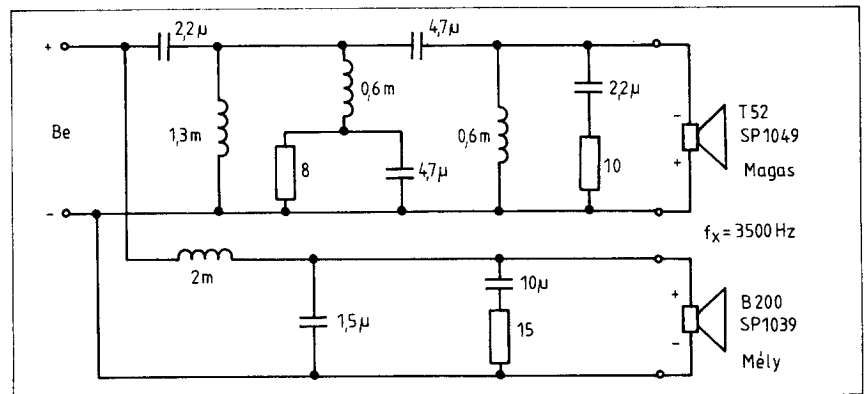 +
2,2µ
4,7µ
0,6m
2,2µ
-
T52
Be
1,3m
0,6m
SP1049
8
4,7µ
10
+
Magas
-
f_x = 3500 Hz
2m
10µ
+
B200
1,5µ
15
SP1039
-
Mély